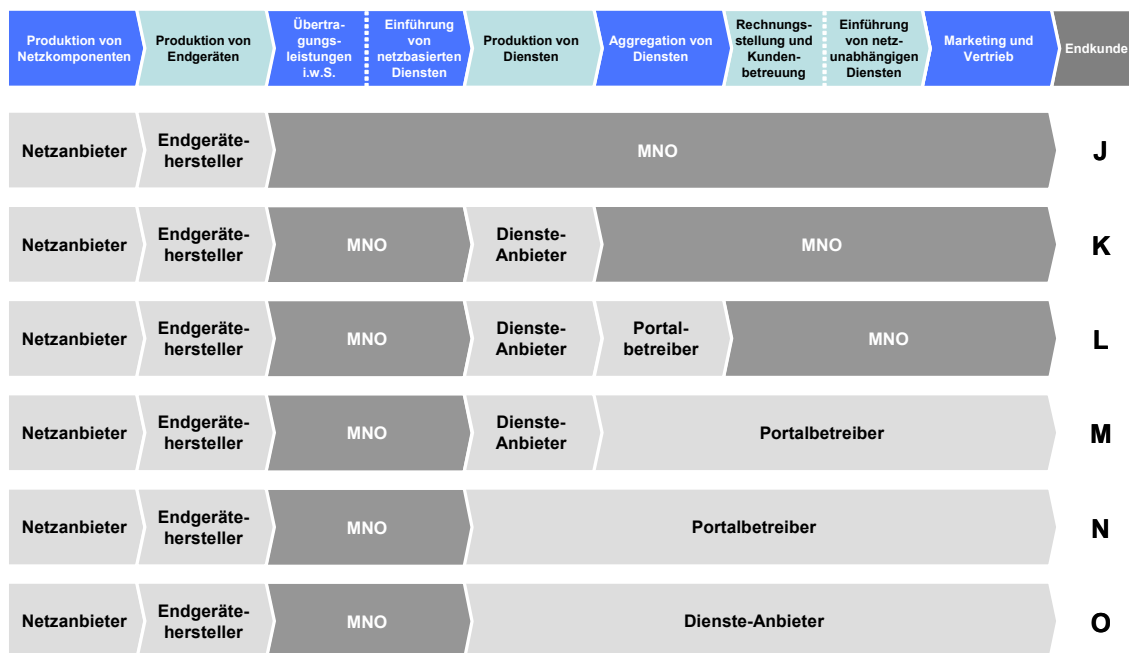 Produktion von
Netzkomponenten
Produktion von
Endgeräten
Übertra-
gungs-
leistungen
i.w.S.
Einführung
von
netzbasierten
Diensten
Produktion von
Diensten
Aggregation von
Diensten
Rechnungs-
stellung und
Kunden-
betreuung
Einführung
von netz-
unabhängigen
Diensten
Marketing und
Vertrieb
Endkunde
Netzanbieter
Endgeräte-
hersteller
MNO
J
Netzanbieter
Endgeräte-
hersteller
MNO
Dienste-
Anbieter
MNO
K
Netzanbieter
Endgeräte-
hersteller
MNO
Dienste-
Anbieter
Portal-
betreiber
MNO
L
Netzanbieter
Endgeräte-
hersteller
MNO
Dienste-
Anbieter
Portalbetreiber
M
Netzanbieter
Endgeräte-
hersteller
MNO
Portalbetreiber
N
Netzanbieter
Endgeräte-
hersteller
MNO
Dienste-Anbieter
O